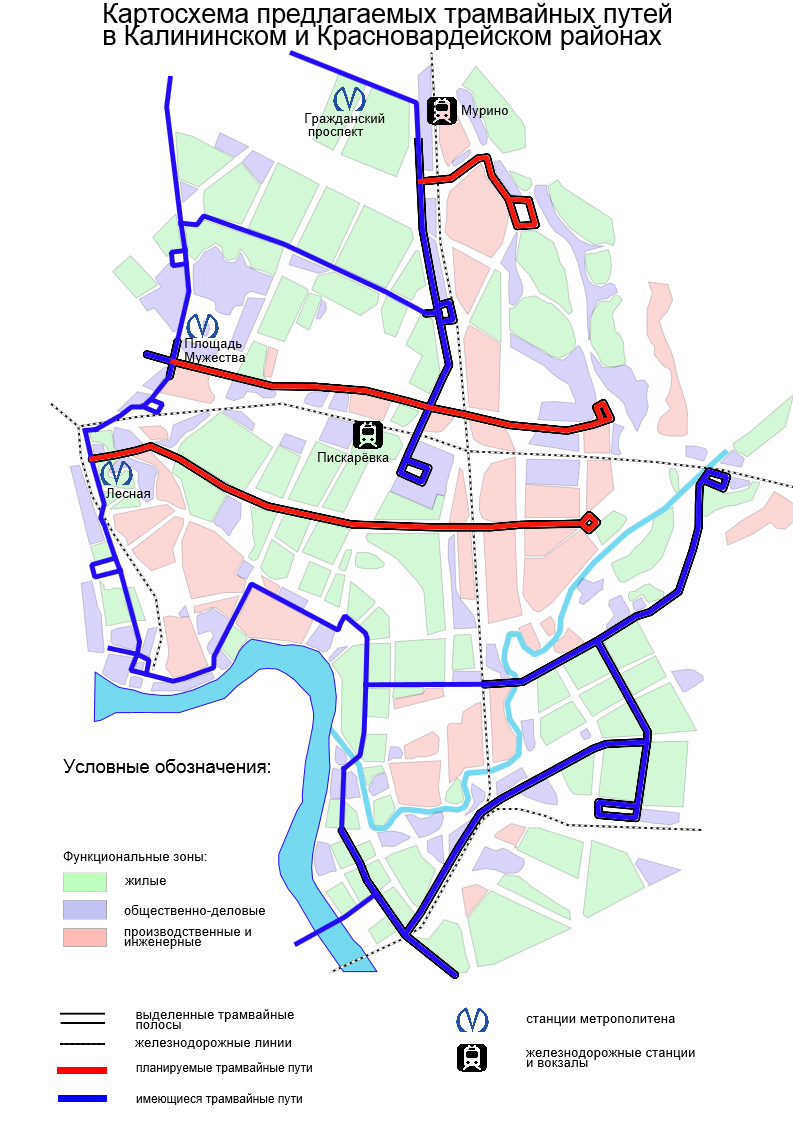 Картосхема предлагаемых трамвайных путей
в Калининском и Красновардейском районах
Мурино
Гражданский
проспект
Площадь
Мужества
Пискарёвка
Лесная
Условные обозначения:
Функциональные зоны:
жилые
общественно-деловые
производственные и
инженерные
выделенные трамвайные
полосы
железнодорожные линии
планируемые трамвайные пути
имеющиеся трамвайные пути
станции метрополитена
железнодорожные станции
и вокзалы